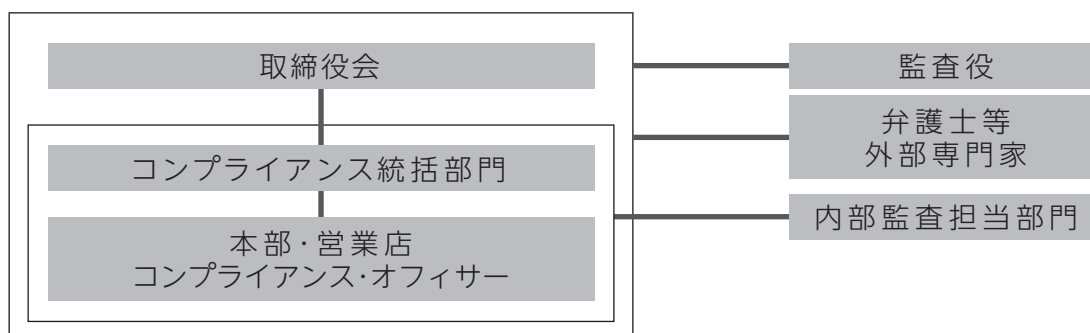 取締役会
コンプライアンス統括部門
本部・営業店
コンプライアンス・オフィサー
監査役
弁護士等
外部専門家
内部監査担当部門